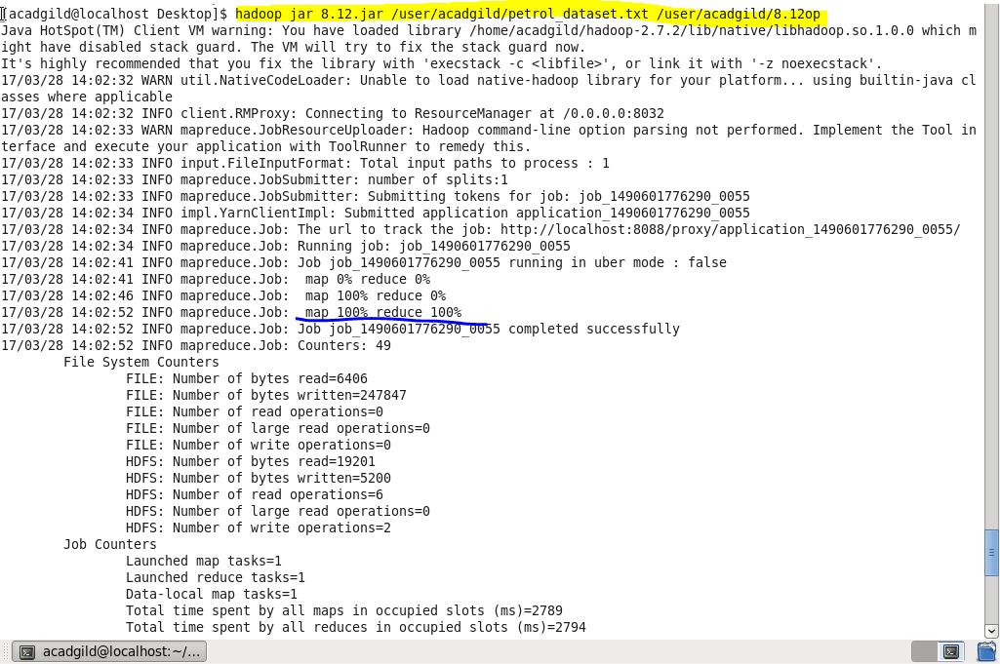 [acadgild@localhost Desktop]$ hadoop jar 8.12.jar /user/acadgild/petrol_dataset.txt /user/acadgild/8.12op
Java HotSpot(TM) Client VM warning: You have loaded library /home/acadgild/hadoop-2.7.2/lib/native/libhadoop.so.1.0.0 which m
ight have disabled stack guard. The VM will try to fix the stack guard now.
It's highly recommended that you fix the library with 'execstack -c <libfile>', or link it with '-z noexecstack'.
17/03/28 14:02:32 WARN util.NativeCodeLoader: Unable to load native-hadoop library for your platform... using builtin-java cl
asses where applicable
17/03/28 14:02:32 INFO client.RMProxy: Connecting to ResourceManager at /0.0.0.0:8032
17/03/28 14:02:33 WARN mapreduce.JobResourceUploader: Hadoop command-line option parsing not performed. Implement the Tool in
terface and execute your application with ToolRunner to remedy this.
17/03/28 14:02:33 INFO input.FileInputFormat: Total input paths to process : 1
17/03/28 14:02:33 INFO mapreduce.JobSubmitter: number of splits:1
17/03/28 14:02:33 INFO mapreduce.JobSubmitter: Submitting tokens for job: job_1490601776290_0055
17/03/28 14:02:34 INFO impl.YarnClientImpl: Submitted application application_1490601776290_0055
17/03/28 14:02:34 INFO mapreduce.Job: The url to track the job: http://localhost:8088/proxy/application_1490601776290_0055/
17/03/28 14:02:34 INFO mapreduce.Job: Running job: job_1490601776290_0055
17/03/28 14:02:41 INFO mapreduce.Job: Job job_1490601776290_0055 running in uber mode : false
17/03/28 14:02:41 INFO mapreduce.Job:  map 0% reduce 0%
17/03/28 14:02:46 INFO mapreduce.Job:  map 100% reduce 0%
17/03/28 14:02:52 INFO mapreduce.Job:  map 100% reduce 100%
17/03/28 14:02:52 INFO mapreduce.Job: Job job_1490601776290_0055 completed successfully
17/03/28 14:02:52 INFO mapreduce.Job: Counters: 49
File System Counters
FILE: Number of bytes read=6406
FILE: Number of bytes written=247847
FILE: Number of read operations=0
FILE: Number of large read operations=0
FILE: Number of write operations=0
HDFS: Number of bytes read=19201
HDFS: Number of bytes written=5200
HDFS: Number of read operations=6
HDFS: Number of large read operations=0
HDFS: Number of write operations=2
Job Counters
Launched map tasks=1
Launched reduce tasks=1
Data-local map tasks=1
Total time spent by all maps in occupied slots (ms)=2789
Total time spent by all reduces in occupied slots (ms)=2794
acadgild@localhost:~/...